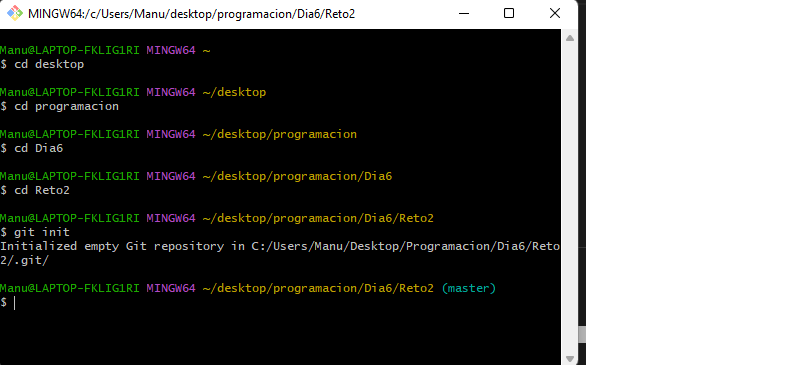 MINGW64:/c/Users/Manu/desktop/programacion/Dia6/Reto2
Manu@LAPTOP-FKLIG1RI MINGW64 ~
$ cd desktop
Manu@LAPTOP-FKLIG1RI MINGW64 ~/desktop
$ cd programacion
Manu@LAPTOP-FKLIG1RI MINGW64 ~/desktop/programacion
$ cd Dia6
Manu@LAPTOP-FKLIG1RI MINGW64 ~/desktop/programacion/Dia6
$ cd Reto2
Manu@LAPTOP-FKLIG1RI MINGW64 ~/desktop/programacion/Dia6/Reto2
$ git init
Initialized empty Git repository in C:/Users/Manu/Desktop/Programacion/Dia6/Reto
2/.git/
Manu@LAPTOP-FKLIG1RI MINGW64 ~/desktop/programacion/Dia6/Reto2 (master)
$